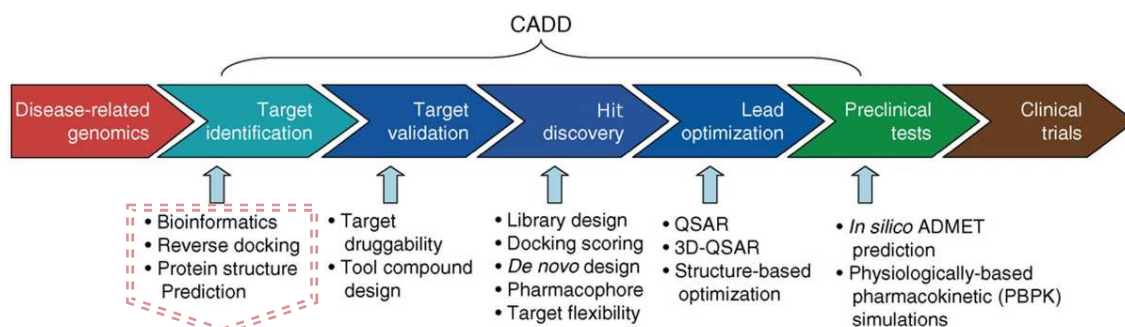 CADD
Disease-related
genomics
Target
identification
Target
validation
Hit
discovery
Lead
optimization
Preclinical
tests
Clinical
trials
• Bioinformatics
• Reverse docking
• Protein structure
Prediction
• Target
druggability
• Tool compound
design
• Library design
• Docking scoring
• De novo design
• Pharmacophore
• Target flexibility
• QSAR
• 3D-QSAR
• Structure-based
optimization
• In silico ADMET
prediction
• Physiologically-based
pharmacokinetic (PBPK)
simulations